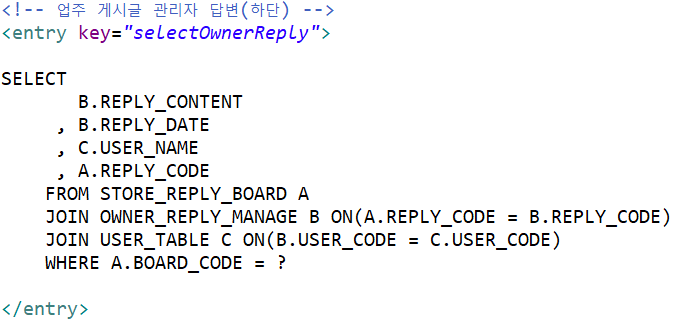 <!-- 업주 게시글 관리자 답변(하단) -->
<entry key="selectOwnerReply">
SELECT
B.REPLY_CONTENT
, B.REPLY_DATE
, C.USER_NAME
, A.REPLY_CODE
FROM STORE_REPLY_BOARD A
JOIN OWNER_REPLY_MANAGE B ON(A.REPLY_CODE = B.REPLY_CODE)
JOIN USER_TABLE C ON(B.USER_CODE = C.USER_CODE)
WHERE A.BOARD_CODE = ?
</entry>